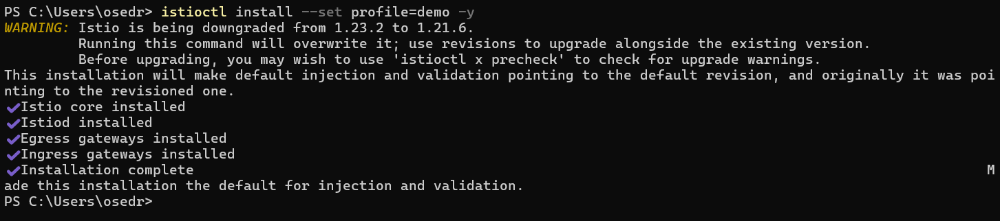 PS C:\Users\osedr> istioctl install --set profile=demo -y
WARNING: Istio is being downgraded from 1.23.2 to 1.21.6.
Running this command will overwrite it; use revisions to upgrade alongside the existing version.
Before upgrading, you may wish to use 'istioctl x precheck' to check for upgrade warnings.
This installation will make default injection and validation pointing to the default revision, and originally it was poi
nting to the revisioned one.
✔Istio core installed
✔Istiod installed
✔Egress gateways installed
✔Ingress gateways installed
✔Installation complete M
ade this installation the default for injection and validation.
PS C:\Users\osedr>